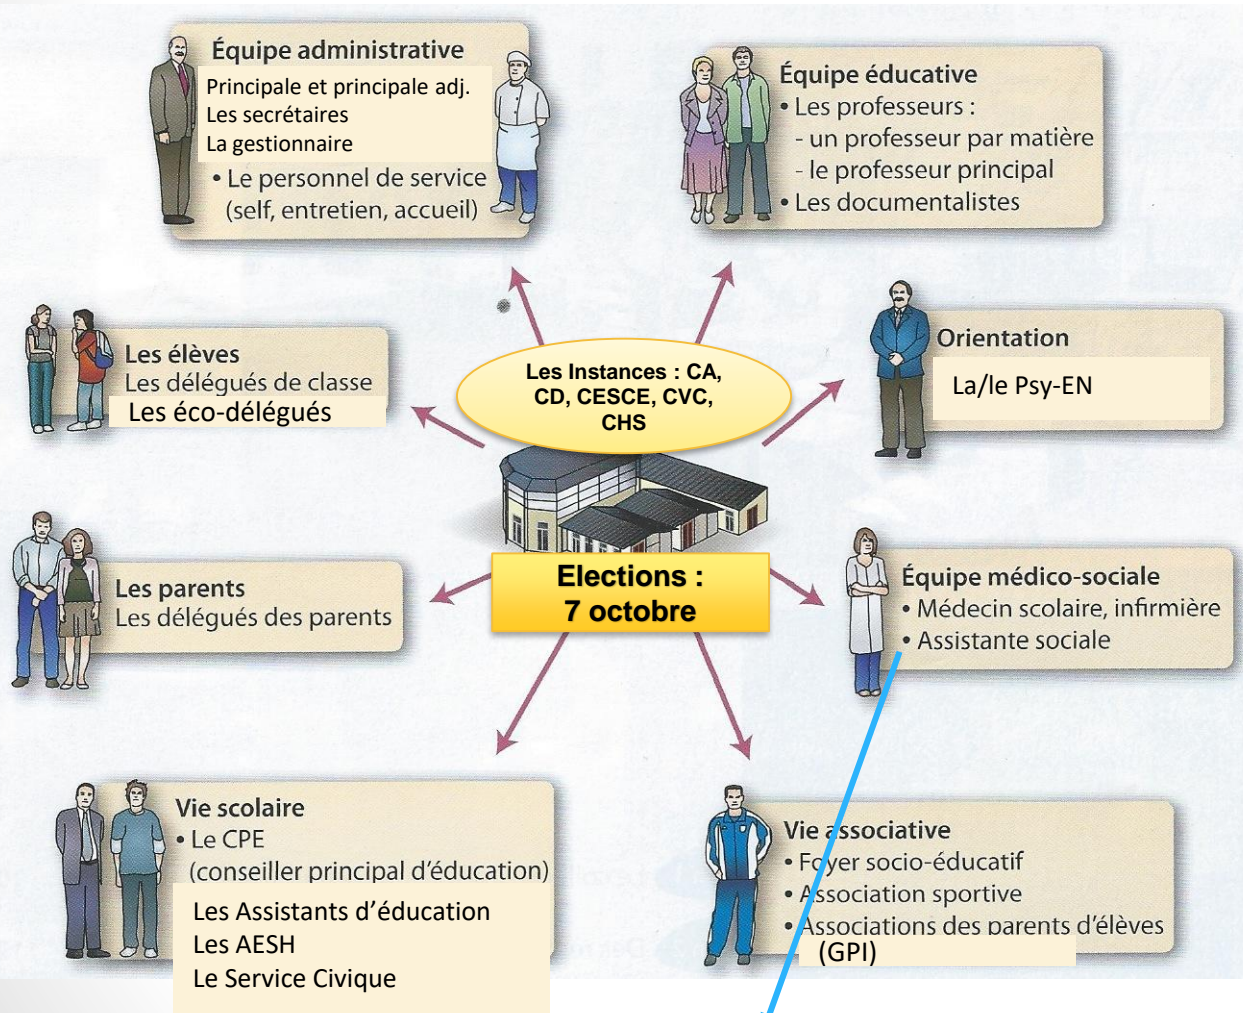 Équipe administrative
Principale et principale adj.
Les secrétaires
La gestionnaire
• Le personnel de service
(self, entretien, accueil)
Équipe éducative
• Les professeurs :
- un professeur par matière
- le professeur principal
• Les documentalistes
Les élèves
Les délégués de classe
Les éco-délégués
Les Instances : CA,
CD, CESCE, CVC,
CHS
Orientation
La/le Psy-EN
Les parents
Les délégués des parents
Elections :
7 octobre
Équipe médico-sociale
• Médecin scolaire, infirmière
• Assistante sociale
Vie scolaire
• Le CPE
(conseiller principal d'éducation)
Les Assistants d'éducation
Les AESH
Le Service Civique
Vie associative
• Foyer socio-éducatif
• Association sportive
• Associations des parents d'élèves
(GPI)